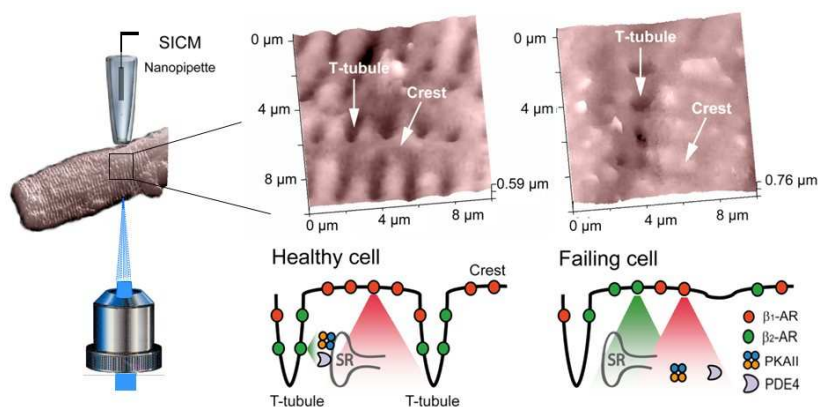 SICM
Nanopipette
0 µm
T-tubule
Crest
4 µm
8 µm
0 µm
4 µm
8 µm
0.59 µm
0 µm
T-tubule
4 µm
Crest
8 µm
0 µm
4 µm
8 µm
0.76 µm
Healthy cell
Crest
SR
T-tubule
T-tubule
Failing cell
SR
β1-AR
β2-AR
PKAII
PDE4